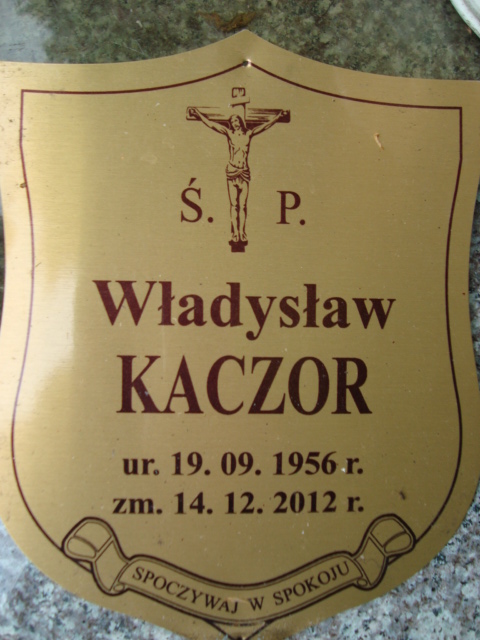 Ś. P.
Władysław
KACZOR
ur. 19. 09. 1956 r.
zm. 14. 12. 2012 r.
SPOCZYWAJ W SPOKOJU